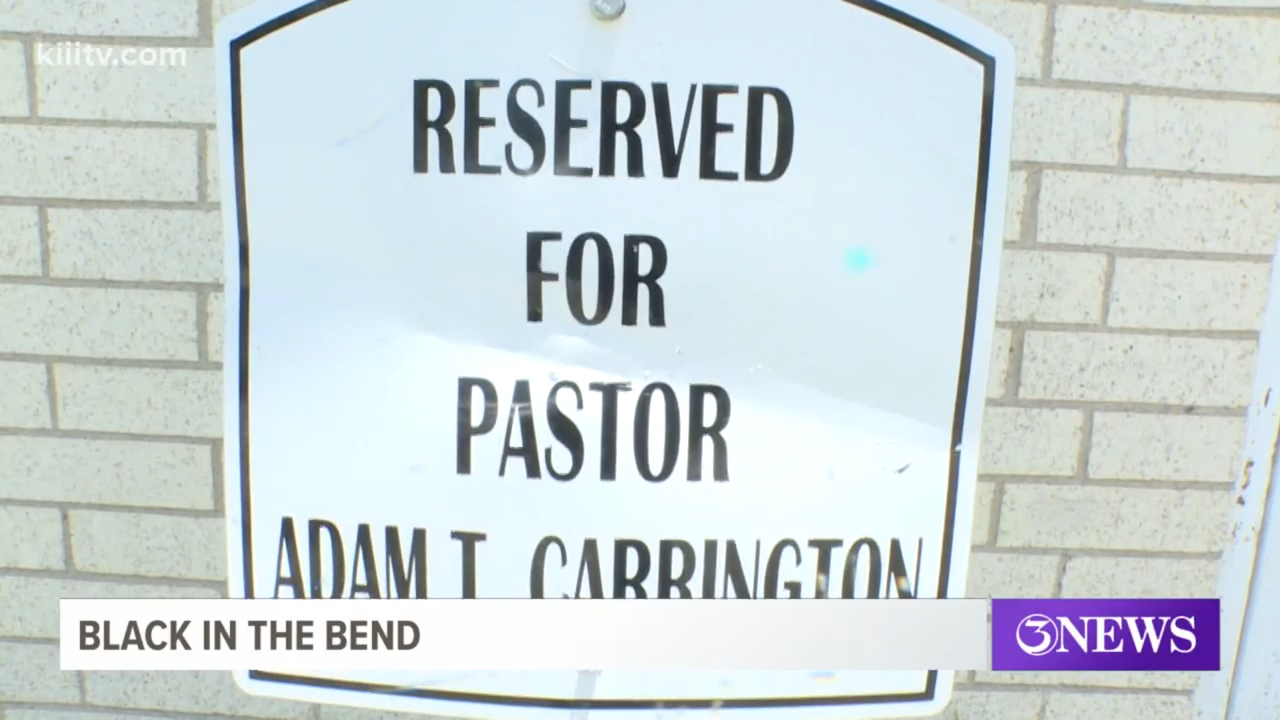 kiiitv.com
RESERVED
FOR
PASTOR
ADAM T. CARRINGTON
BLACK IN THE BEND
3NEWS